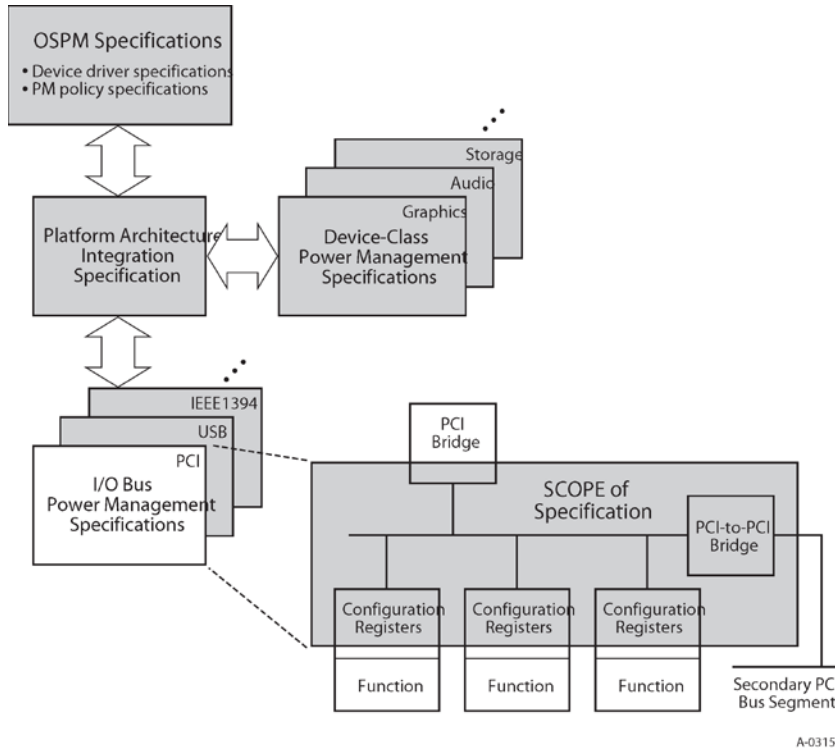 OSPM Specifications
• Device driver specifications
• PM policy specifications
Storage
Audio
Graphics
Platform Architecture
Integration
Specification
Device-Class
Power Management
Specifications
IEEE1394
USB
PCI
I/O Bus
Power Management
Specifications
PCI
Bridge
SCOPE of
Specification
PCI-to-PCI
Bridge
Configuration
Registers
Configuration
Registers
Configuration
Registers
Function
Function
Function
Secondary PCI
Bus Segment
A-0315